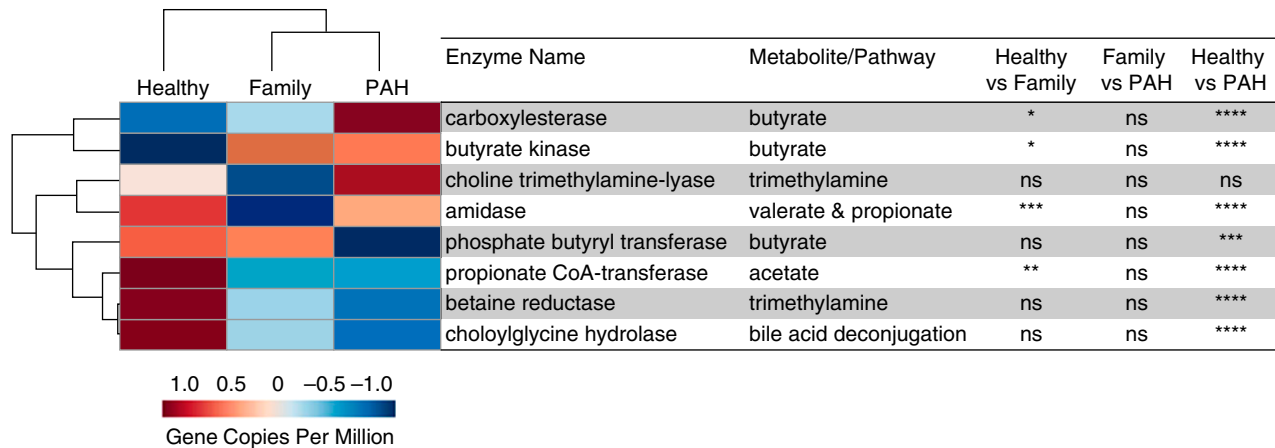 Healthy Family PAH
Enzyme Name Metabolite/Pathway Healthy vs Family Family vs PAH Healthy vs PAH
carboxylesterase butyrate * ns ****
butyrate kinase butyrate * ns ****
choline trimethylamine-lyase trimethylamine ns ns ns
amidase valerate & propionate *** ns ****
phosphate butyryl transferase butyrate ns ns ***
propionate CoA-transferase acetate ** ns ****
betaine reductase trimethylamine ns ns ****
choloylglycine hydrolase bile acid deconjugation ns ns ****
1.0 0.5 0 –0.5 –1.0
Gene Copies Per Million